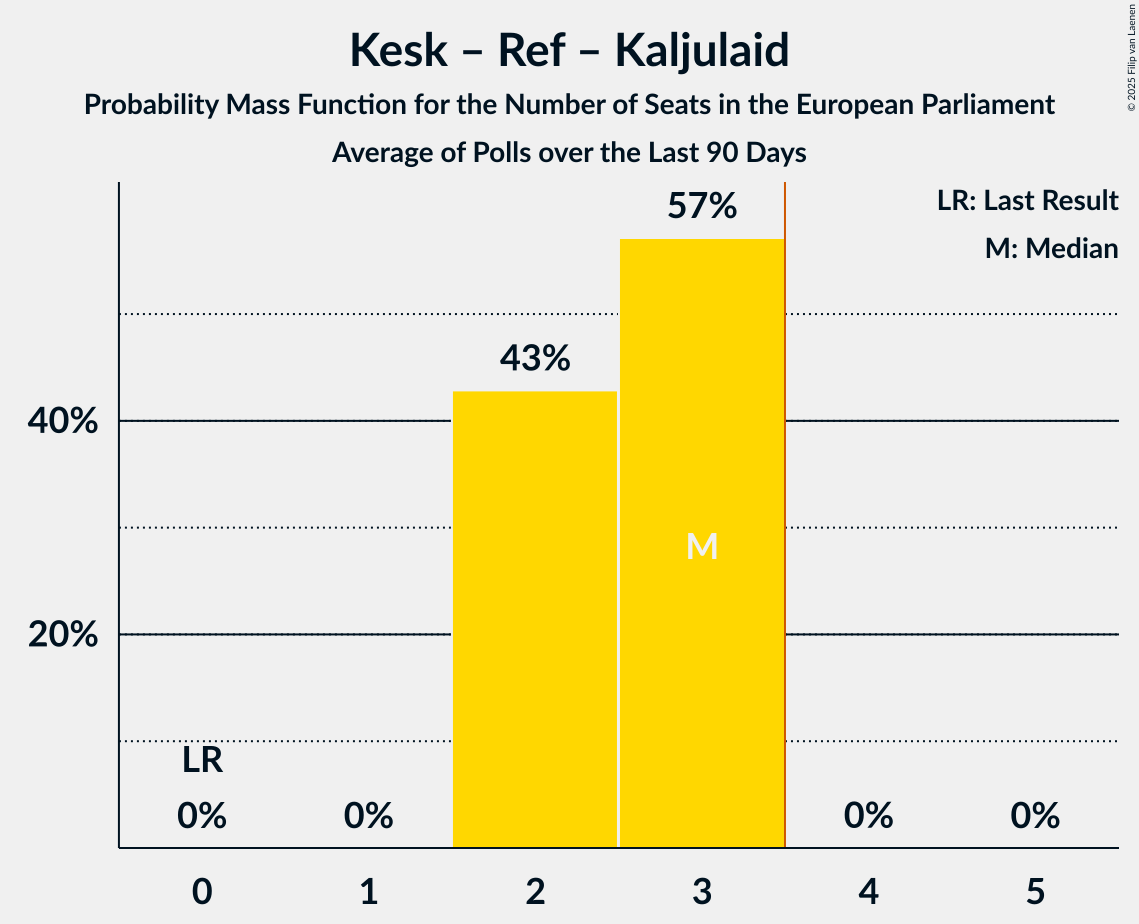 Kesk – Ref – Kaljulaid
Probability Mass Function for the Number of Seats in the European Parliament
Average of Polls over the Last 90 Days
© 2025 Filip van Laenen
LR: Last Result
M: Median
57%
43%
40%
M
20%
LR
0% 0% 0% 0%
0 1 2 3 4 5